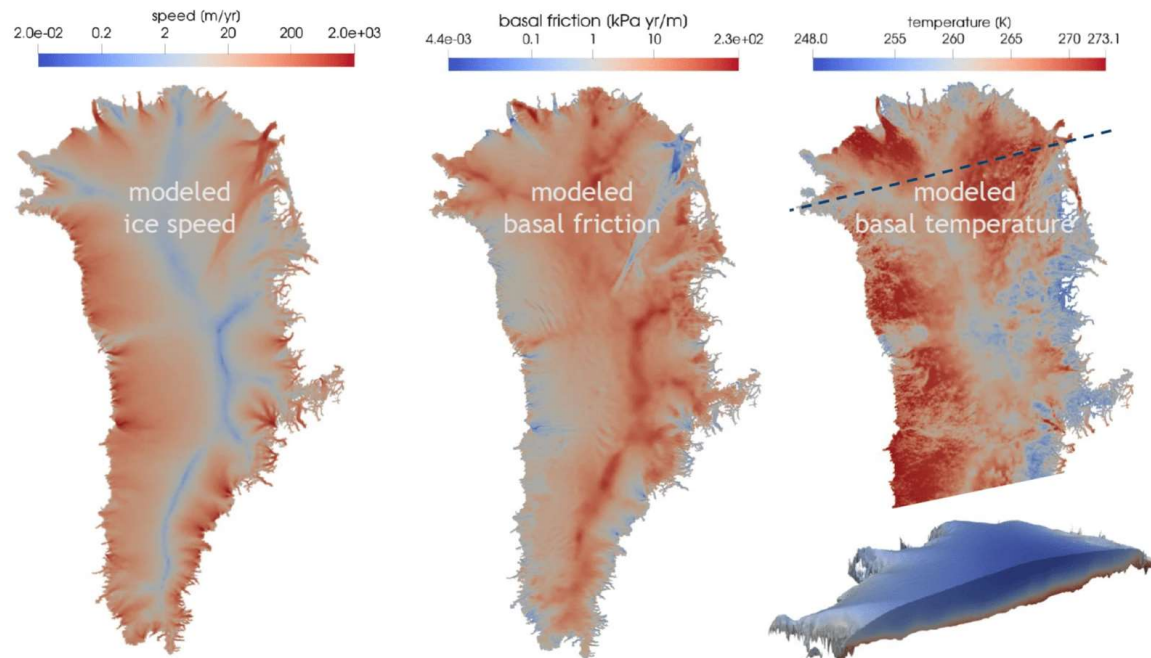 speed [m/yr]
2.0e-02 0.2 2 20 200 2.0e+03
modeled
ice speed
basal friction [kPa yr/m]
4.4e-03 0.1 1 10 2.3e+02
modeled
basal friction
temperature [K]
248.0 255 260 265 270 273.1
modeled
basal temperature